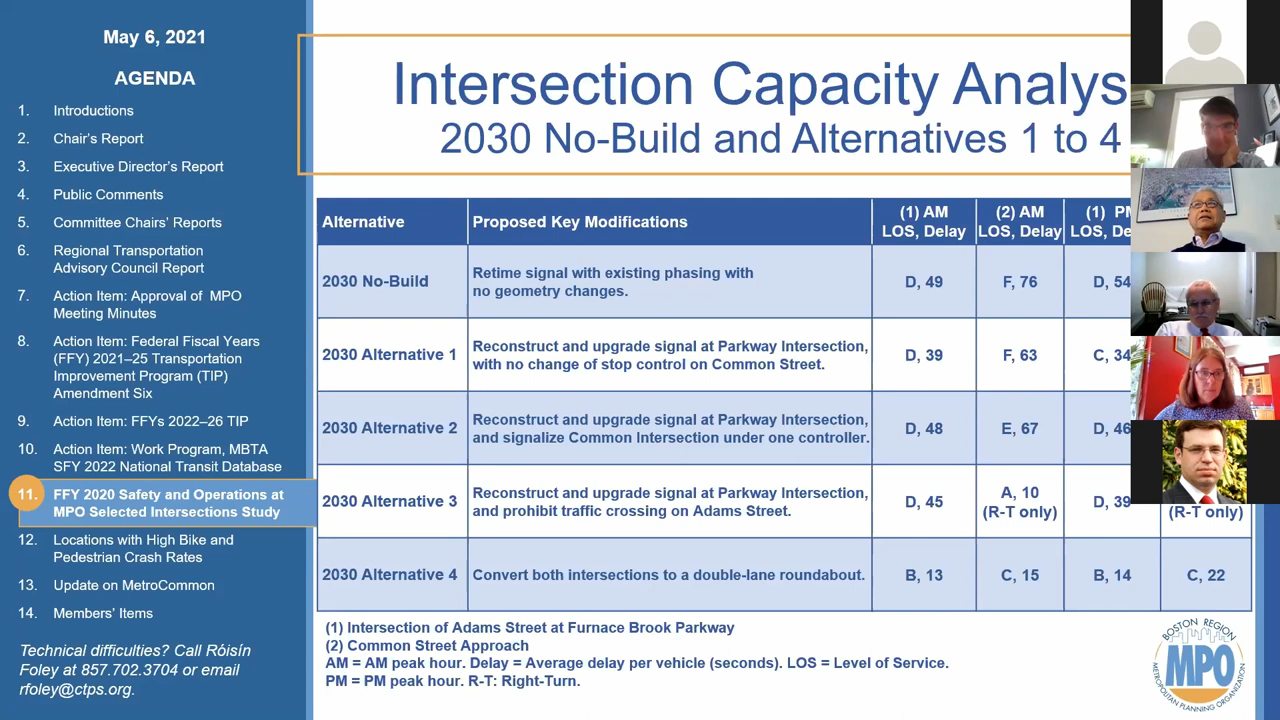 May 6, 2021
AGENDA
1. Introductions
2. Chair's Report
3. Executive Director's Report
4. Public Comments
5. Committee Chairs' Reports
6. Regional Transportation
Advisory Council Report
7. Action Item: Approval of MPO
Meeting Minutes
8. Action Item: Federal Fiscal Years
(FFY) 2021–25 Transportation
Improvement Program (TIP)
Amendment Six
9. Action Item: FFYs 2022–26 TIP
10. Action Item: Work Program, MBTA
SFY 2022 National Transit Database
11. FFY 2020 Safety and Operations at
MPO Selected Intersections Study
12. Locations with High Bike and
Pedestrian Crash Rates
13. Update on MetroCommon
14. Members' Items
Technical difficulties? Call Róisín
Foley at 857.702.3704 or email
rfoley@ctps.org.
Intersection Capacity Analys
2030 No-Build and Alternatives 1 to 4
Alternative
Proposed Key Modifications
(1) AM
LOS, Delay
(2) AM
LOS, Delay
(1) PM
LOS, De
2030 No-Build
Retime signal with existing phasing with
no geometry changes.
D, 49
F, 76
D, 54
2030 Alternative 1
Reconstruct and upgrade signal at Parkway Intersection,
with no change of stop control on Common Street.
D, 39
F, 63
C, 34
2030 Alternative 2
Reconstruct and upgrade signal at Parkway Intersection,
and signalize Common Intersection under one controller.
D, 48
E, 67
D, 46
2030 Alternative 3
Reconstruct and upgrade signal at Parkway Intersection,
and prohibit traffic crossing on Adams Street.
D, 45
A, 10
(R-T only)
D, 39
(R-T only)
2030 Alternative 4
Convert both intersections to a double-lane roundabout.
B, 13
C, 15
B, 14
C, 22
(1) Intersection of Adams Street at Furnace Brook Parkway
(2) Common Street Approach
AM = AM peak hour. Delay = Average delay per vehicle (seconds). LOS = Level of Service.
PM = PM peak hour. R-T: Right-Turn.
BOSTON REGION
MPO
METROPOLITAN PLANNING ORGANIZATION